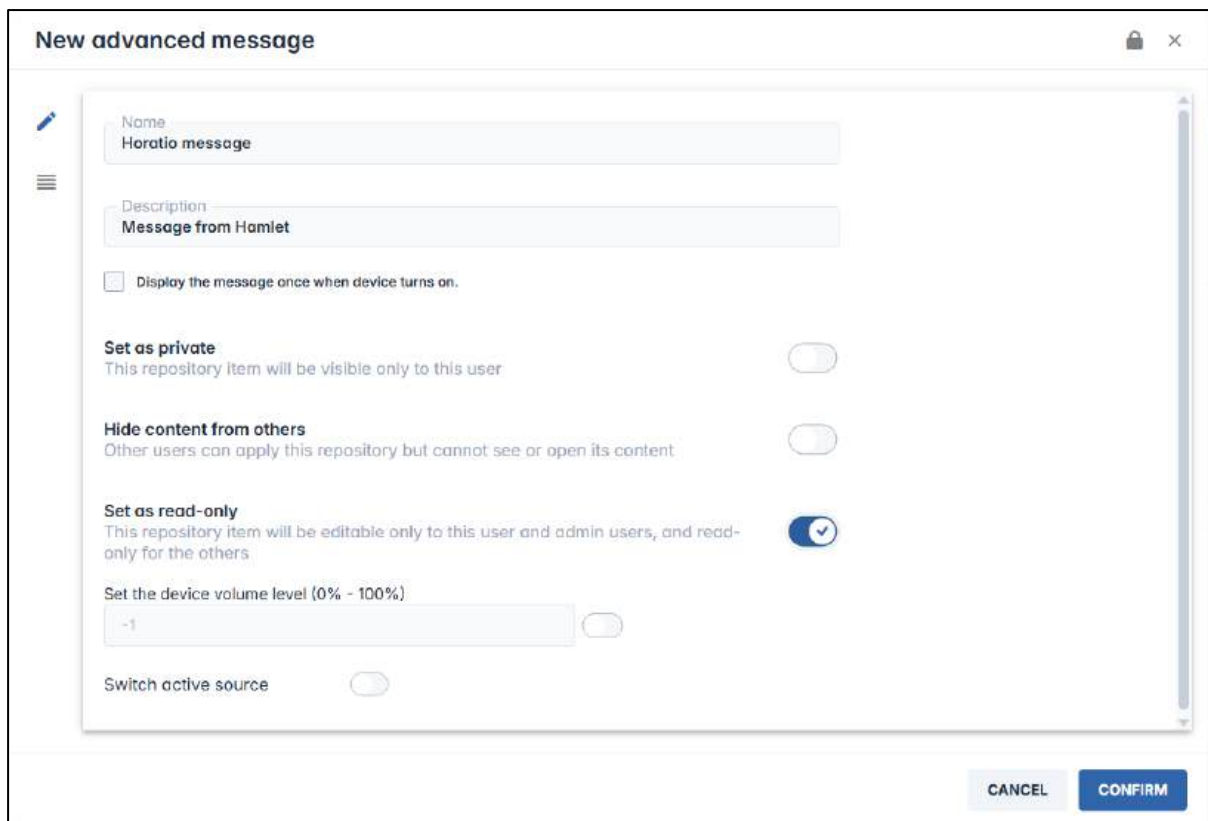 New advanced message
Name
Horatio message
Description
Message from Hamlet
Display the message once when device turns on.
Set as private
This repository item will be visible only to this user
Hide content from others
Other users can apply this repository but cannot see or open its content
Set as read-only
This repository item will be editable only to this user and admin users, and read-
only for the others
Set the device volume level (0% - 100%)
-1
Switch active source
CANCEL
CONFIRM